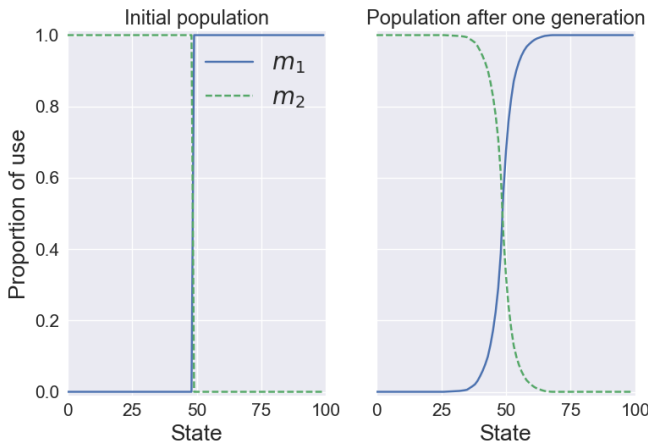 Initial population
Population after one generation
1.0
0.8
0.6
0.4
0.2
0.0
Proportion of use
m1
m2
0 25 50 75 100
0 25 50 75 100
State
State